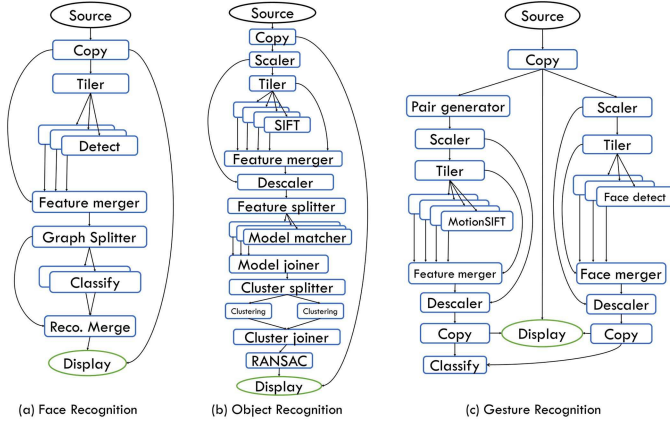 Source
Copy
Tiler
Detect
Feature merger
Graph Splitter
Classify
Reco. Merge
Display
(a) Face Recognition
Source
Copy
Scaler
Tiler
SIFT
Feature merger
Descaler
Feature splitter
Model matcher
Model joiner
Cluster splitter
Clustering Clustering
Cluster joiner
RANSAC
Display
(b) Object Recognition
Source
Copy
Pair generator
Scaler
Tiler
MotionSIFT
Feature merger
Descaler
Copy
Classify
Display
Scaler
Tiler
Face detect
Face merger
Descaler
Copy
(c) Gesture Recognition